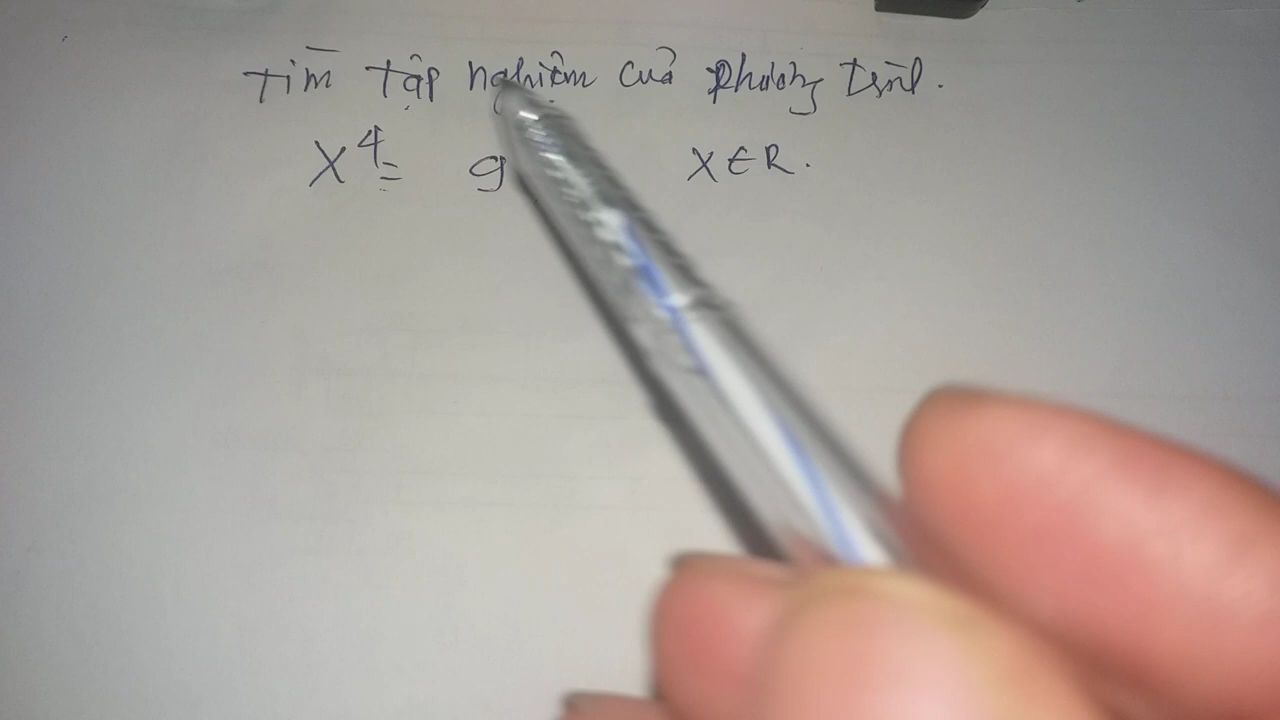 Tìm tập nghiệm của phương trình.
X⁴ = 9 X ∈ R.